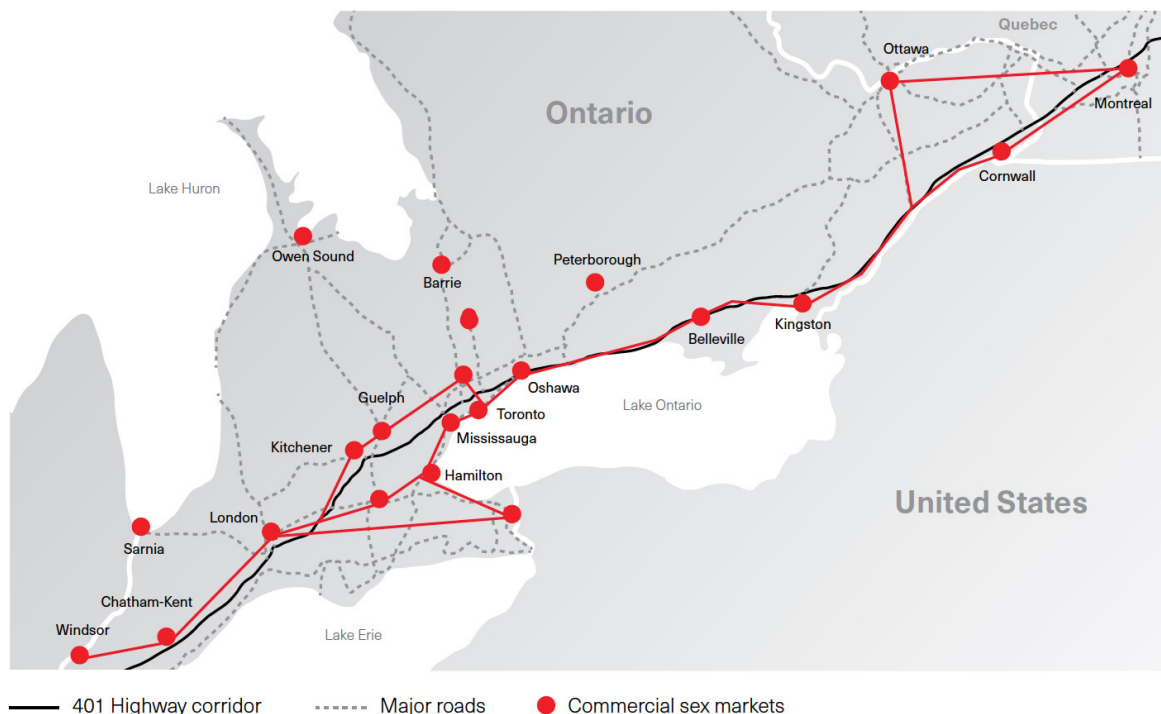 Quebec
Ottawa
Montreal
Ontario
Cornwall
Lake Huron
Owen Sound
Barrie
Peterborough
Belleville
Kingston
Oshawa
Guelph
Toronto
Lake Ontario
Mississauga
Kitchener
Hamilton
United States
London
Sarnia
Chatham-Kent
Windsor
Lake Erie
401 Highway corridor
Major roads
Commercial sex markets